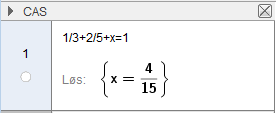 CAS
1
1/3+2/5+x=1
Løs: {x = 4/15}